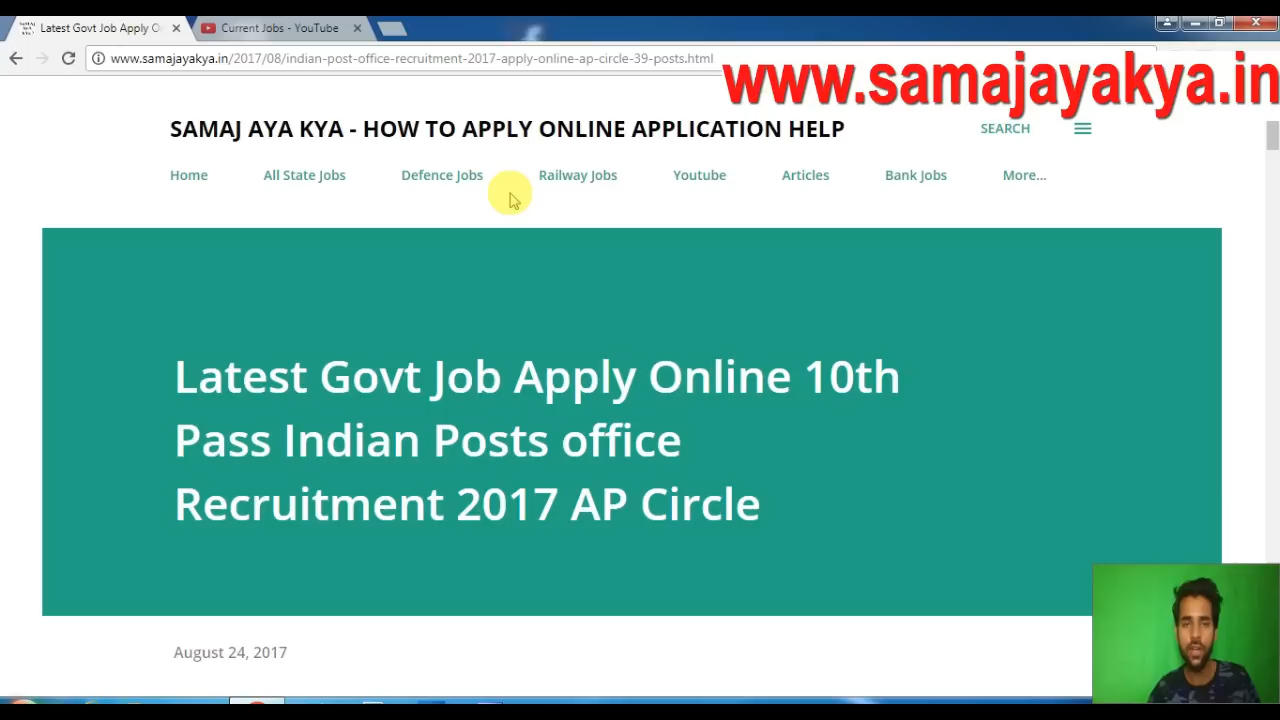 Latest Govt Job Apply O
Current Jobs - YouTube
www.samajayakya.in/2017/08/indian-post-office-recruitment-2017-apply-online-ap-circle-39-posts.html
www.samajayakya.in
SAMAJ AYA KYA - HOW TO APPLY ONLINE APPLICATION HELP
SEARCH
Home All State Jobs Defence Jobs Railway Jobs Youtube Articles Bank Jobs More...
Latest Govt Job Apply Online 10th
Pass Indian Posts office
Recruitment 2017 AP Circle
August 24, 2017